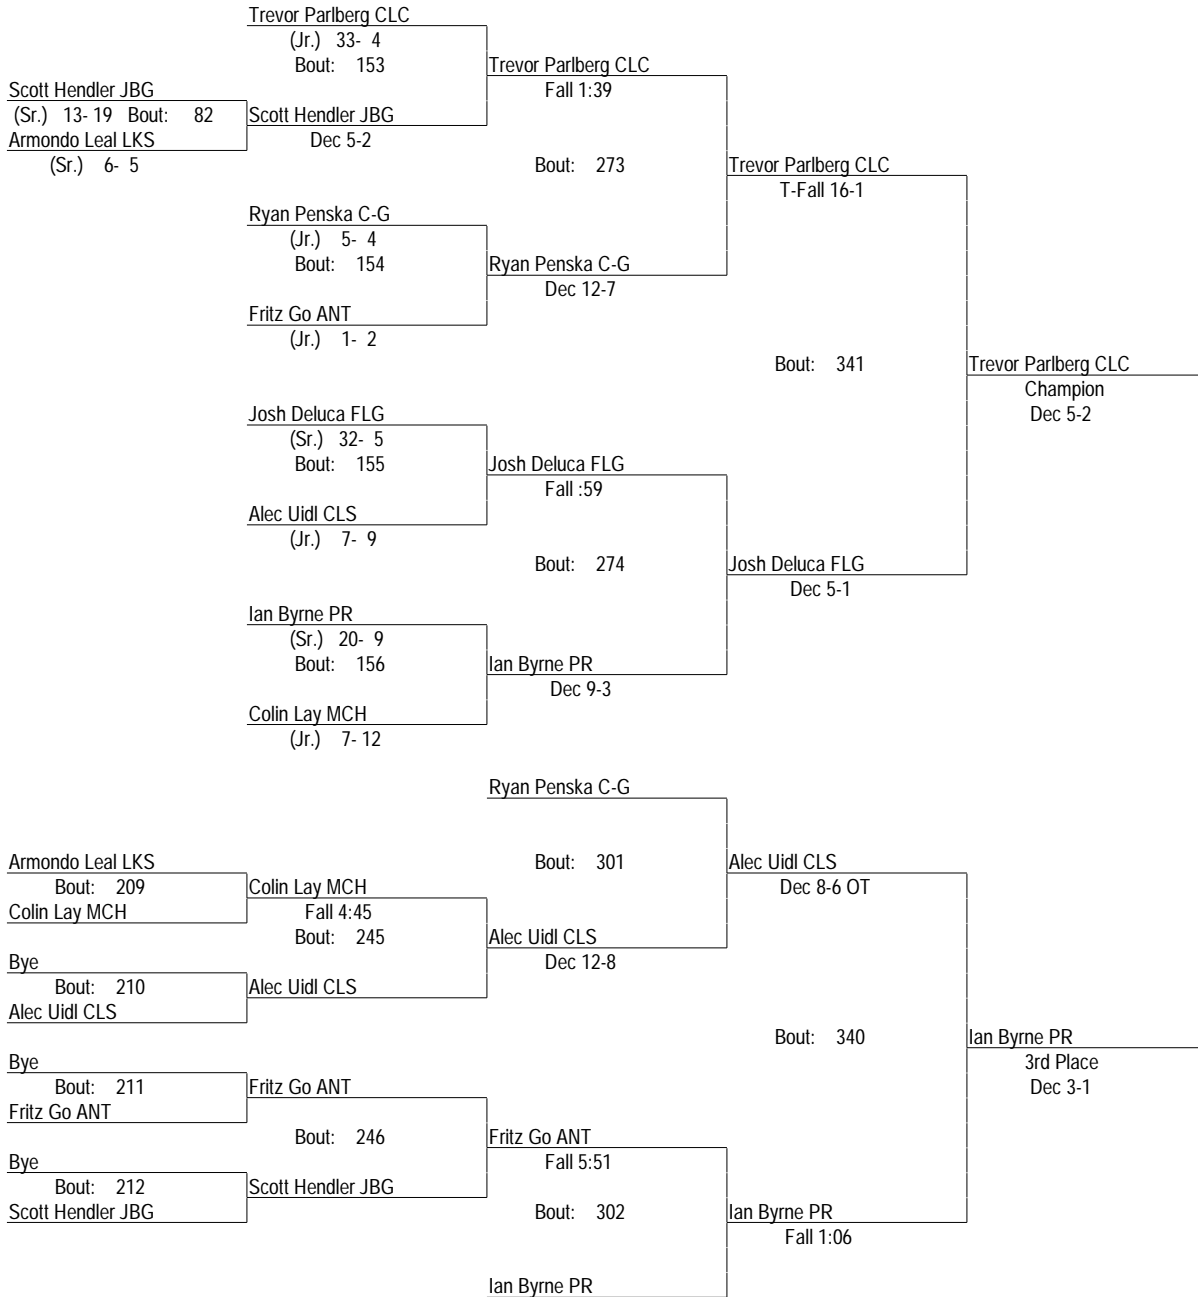 Trevor Parlberg CLC
(Jr.) 33- 4
Bout: 153
Trevor Parlberg CLC
Fall 1:39
Scott Hendler JBG
(Sr.) 13- 19 Bout: 82
Scott Hendler JBG
Dec 5-2
Armondo Leal LKS
(Sr.) 6- 5
Bout: 273
Trevor Parlberg CLC
T-Fall 16-1
Ryan Penska C-G
(Jr.) 5- 4
Bout: 154
Ryan Penska C-G
Dec 12-7
Fritz Go ANT
(Jr.) 1- 2
Bout: 341
Trevor Parlberg CLC
Champion
Dec 5-2
Josh Deluca FLG
(Sr.) 32- 5
Bout: 155
Josh Deluca FLG
Fall :59
Alec Uidl CLS
(Jr.) 7- 9
Bout: 274
Josh Deluca FLG
Dec 5-1
Ian Byrne PR
(Sr.) 20- 9
Bout: 156
Ian Byrne PR
Dec 9-3
Colin Lay MCH
(Jr.) 7- 12
Ryan Penska C-G
Bout: 301
Alec Uidl CLS
Dec 8-6 OT
Armondo Leal LKS
Bout: 209
Colin Lay MCH
Colin Lay MCH
Fall 4:45
Bout: 245
Alec Uidl CLS
Dec 12-8
Bye
Bout: 210
Alec Uidl CLS
Alec Uidl CLS
Bout: 340
Ian Byrne PR
3rd Place
Dec 3-1
Bye
Bout: 211
Fritz Go ANT
Fritz Go ANT
Bout: 246
Fritz Go ANT
Fall 5:51
Bye
Bout: 212
Scott Hendler JBG
Scott Hendler JBG
Bout: 302
Ian Byrne PR
Fall 1:06
Ian Byrne PR